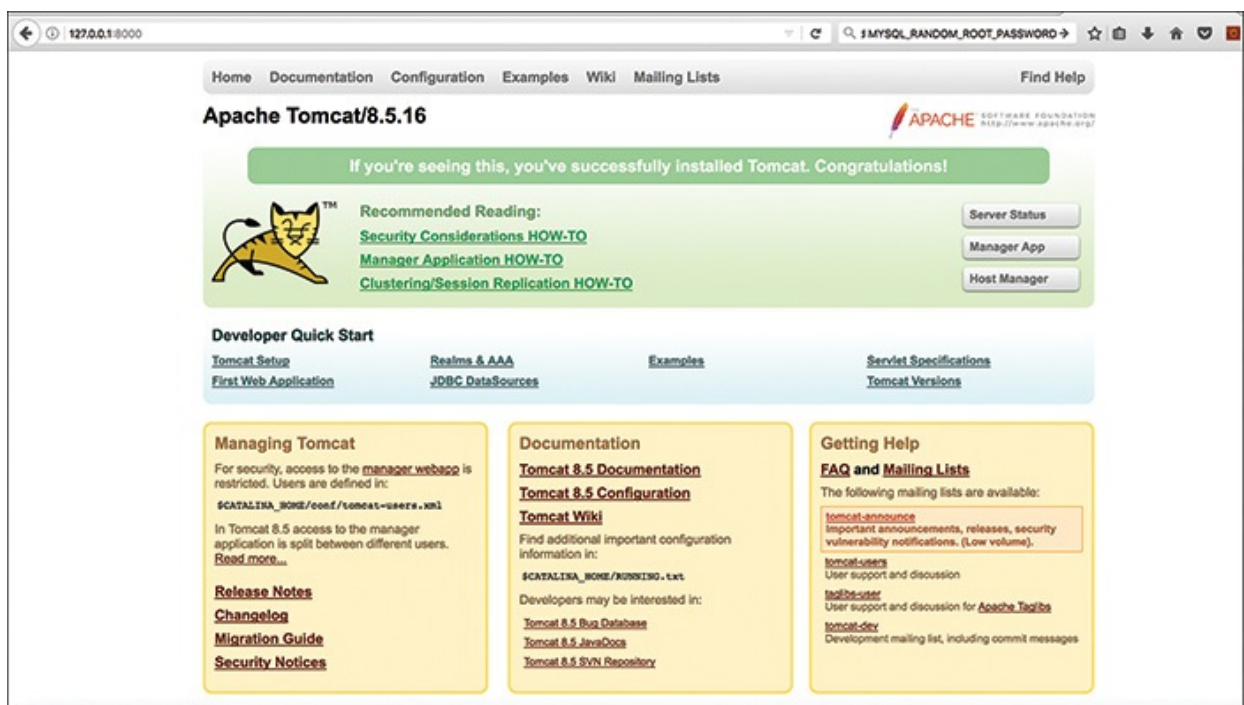 127.0.0.1:8000
$MYSQL_RANDOM_ROOT_PASSWORD
Home Documentation Configuration Examples Wiki Mailing Lists Find Help
Apache Tomcat/8.5.16
THE APACHE SOFTWARE FOUNDATION
http://www.apache.org/
If you're seeing this, you've successfully installed Tomcat. Congratulations!
TM
Recommended Reading:
Security Considerations HOW-TO
Manager Application HOW-TO
Clustering/Session Replication HOW-TO
Server Status
Manager App
Host Manager
Developer Quick Start
Tomcat Setup
First Web Application
Realms & AAA
JDBC DataSources
Examples
Servlet Specifications
Tomcat Versions
Managing Tomcat
For security, access to the manager webapp is
restricted. Users are defined in:
$CATALINA_HOME/conf/tomcat-users.xml
In Tomcat 8.5 access to the manager
application is split between different users.
Read more...
Release Notes
Changelog
Migration Guide
Security Notices
Documentation
Tomcat 8.5 Documentation
Tomcat 8.5 Configuration
Tomcat Wiki
Find additional important configuration
information in:
$CATALINA_HOME/RUNNING.txt
Developers may be interested in:
Tomcat 8.5 Bug Database
Tomcat 8.5 JavaDocs
Tomcat 8.5 SVN Repository
Getting Help
FAQ and Mailing Lists
The following mailing lists are available:
tomcat-announce
Important announcements, releases, security
vulnerability notifications. (Low volume).
tomcat-users
User support and discussion
taglibs-user
User support and discussion for Apache Taglibs
tomcat-dev
Development mailing list, including commit messages